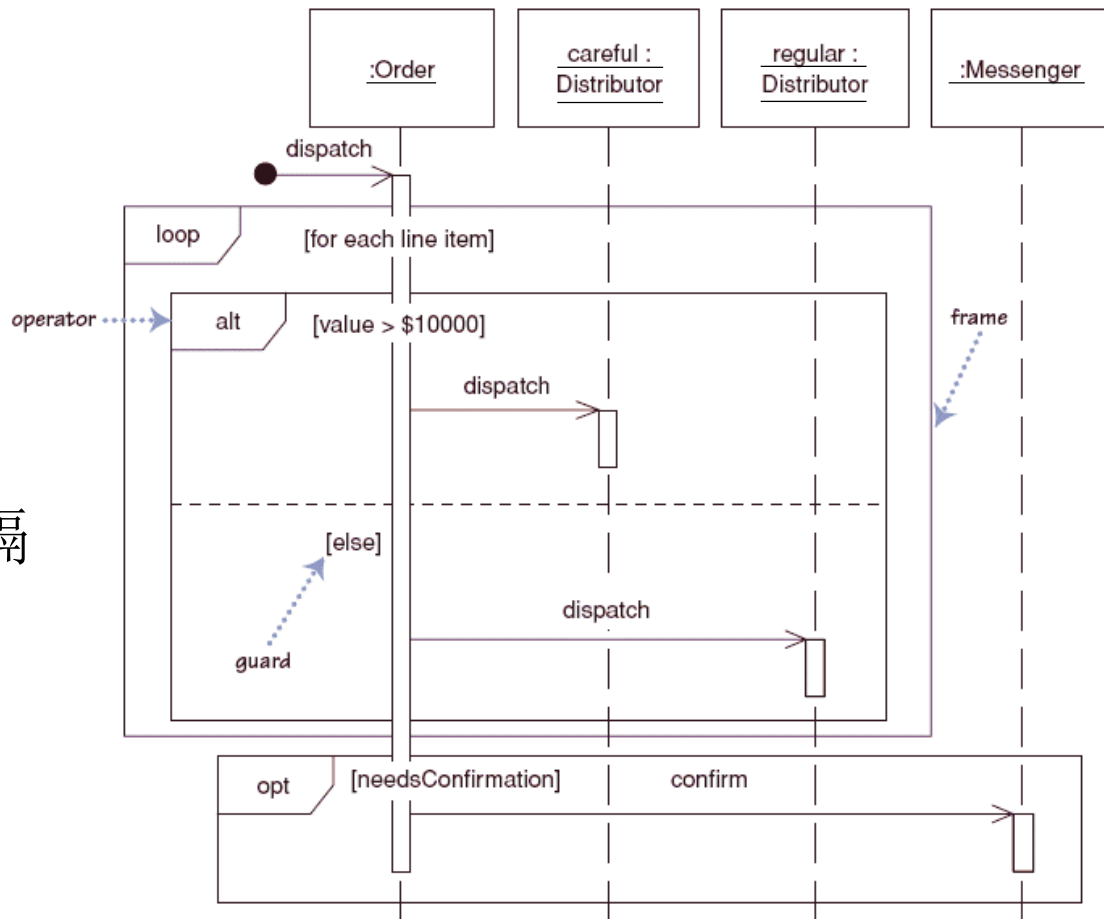 :Order
careful :
Distributor
regular :
Distributor
:Messenger
dispatch
loop
[for each line item]
operator
alt
[value > $10000]
frame
dispatch
隔
[else]
dispatch
guard
opt
[needsConfirmation]
confirm